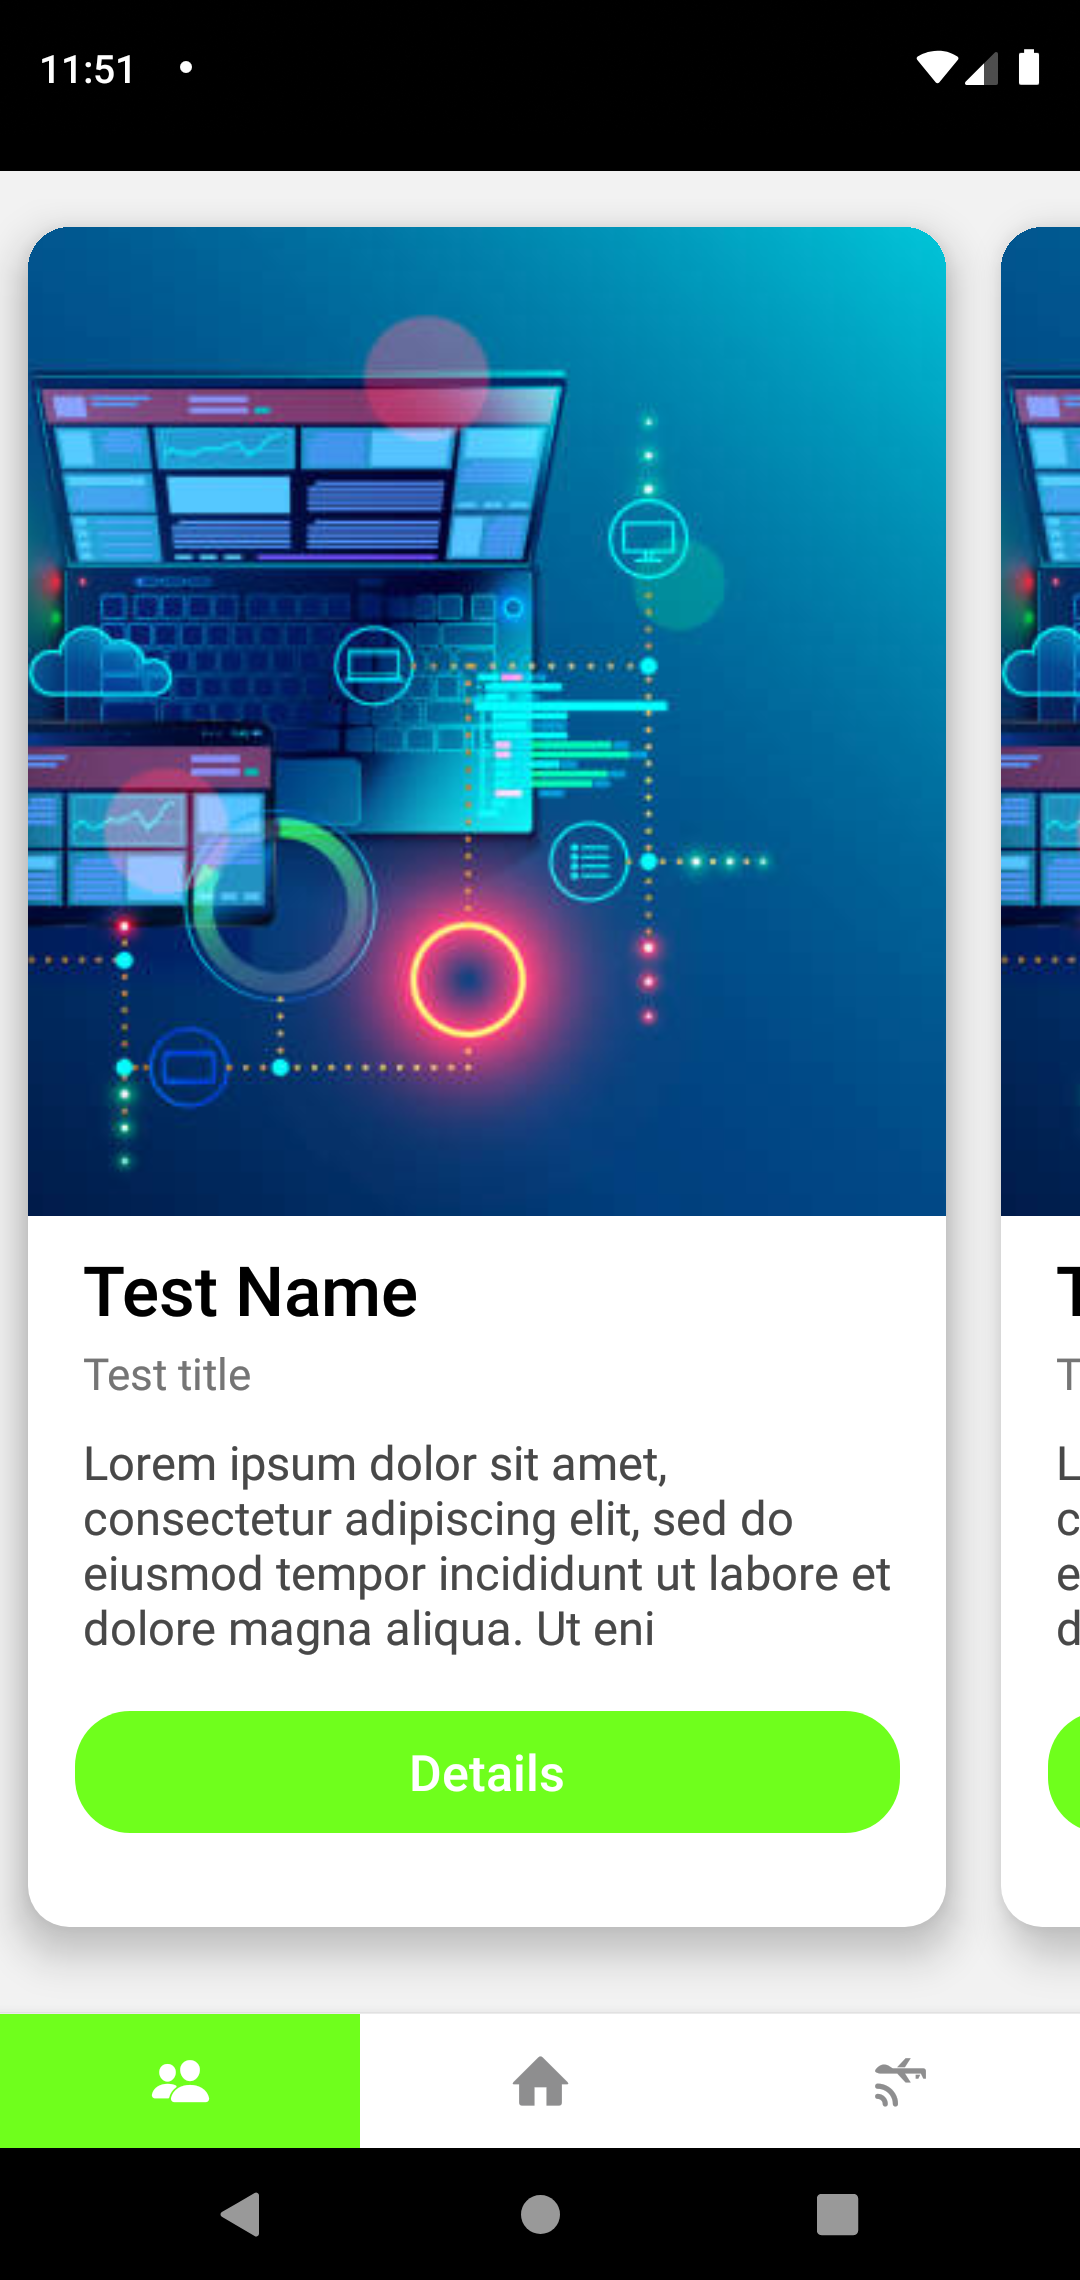 11:51
Test Name
Test title
Lorem ipsum dolor sit amet,
consectetur adipiscing elit, sed do
eiusmod tempor incididunt ut labore et
dolore magna aliqua. Ut eni
Details
T
T
L
c
e
d